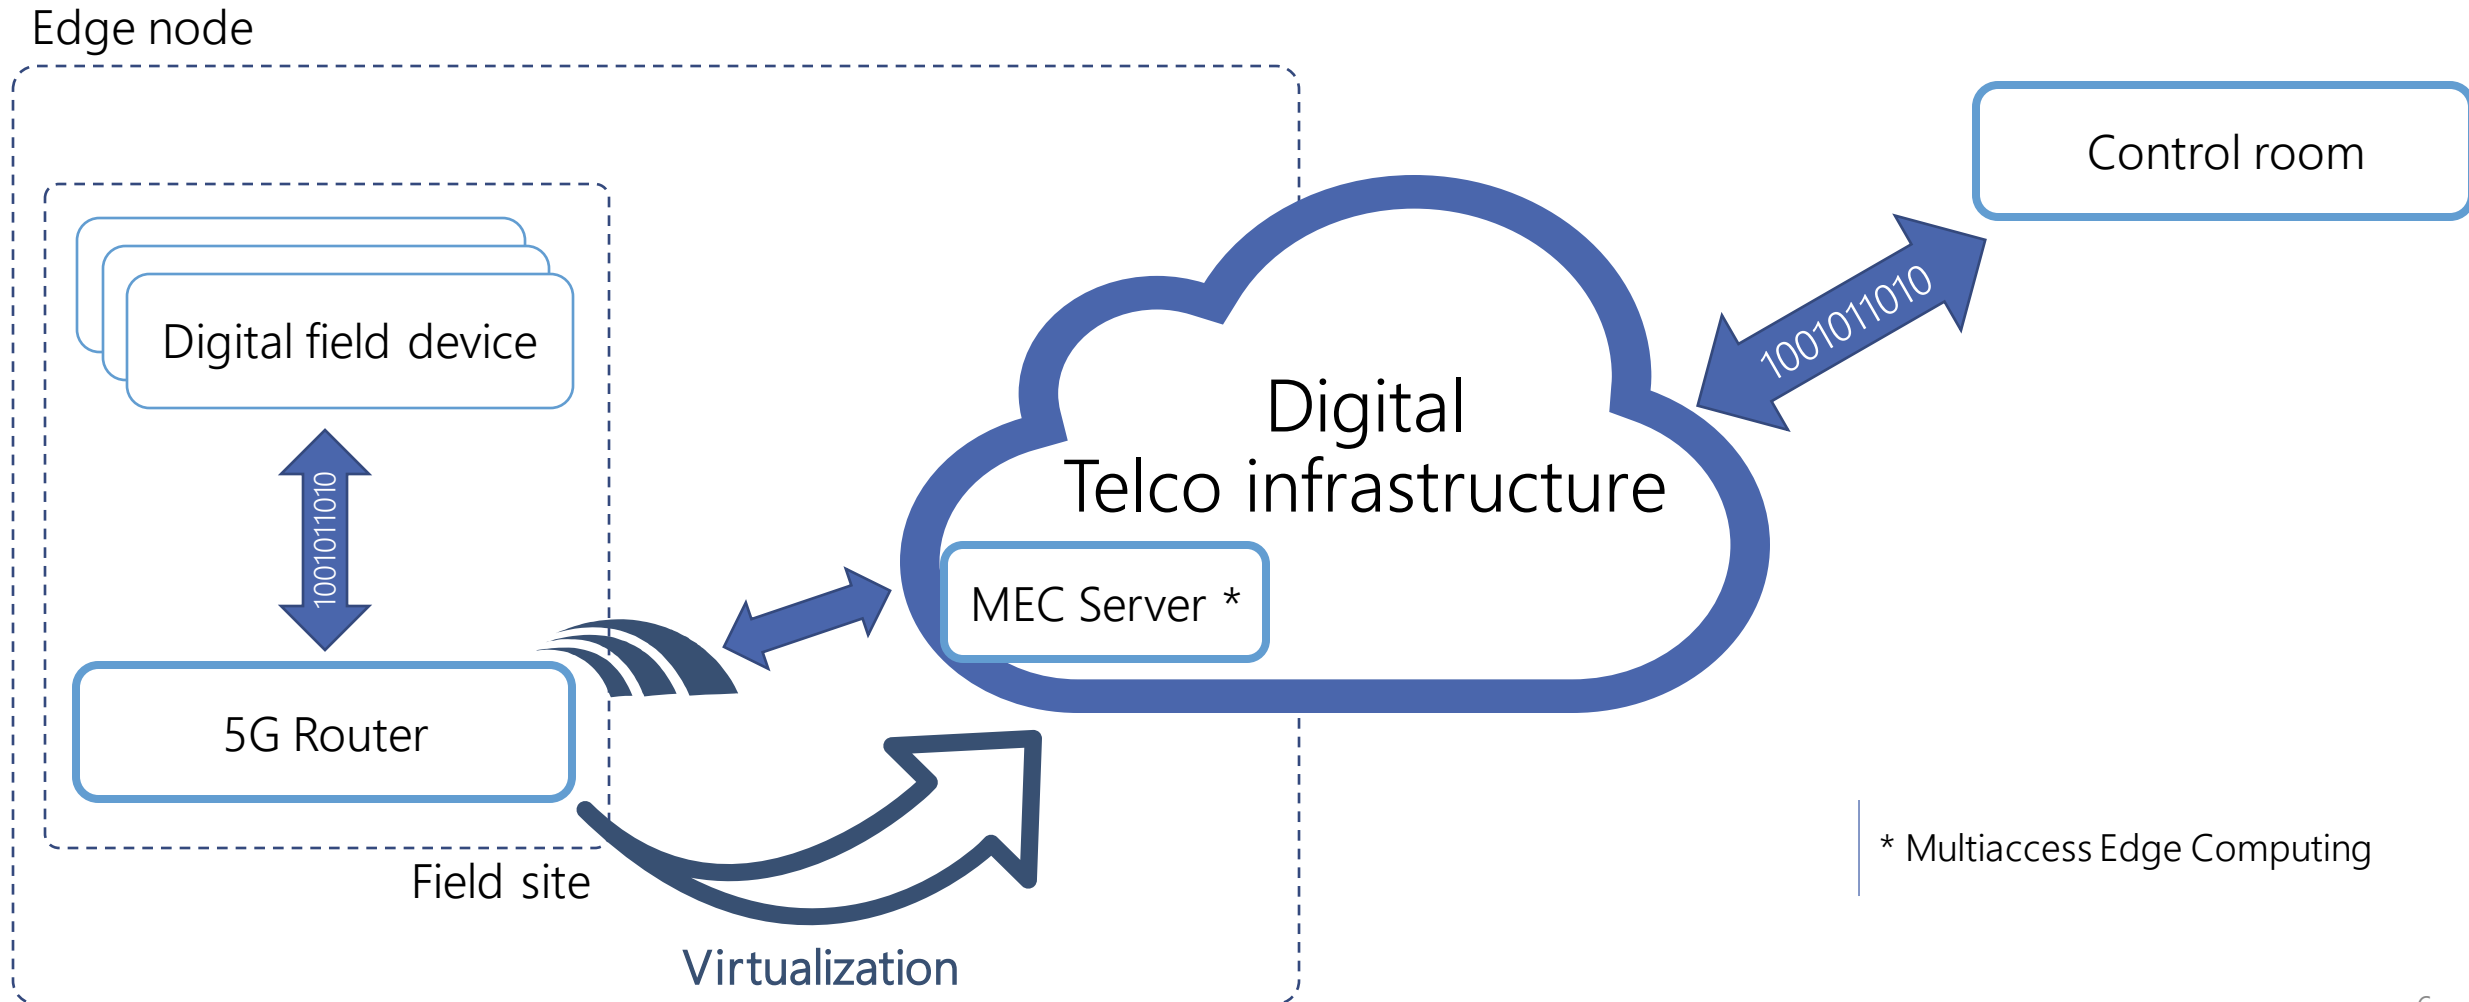 Edge node
Control room
Digital field device
1001011010
1001011010
Digital
Telco infrastructure
MEC Server *
5G Router
* Multiaccess Edge Computing
Field site
Virtualization